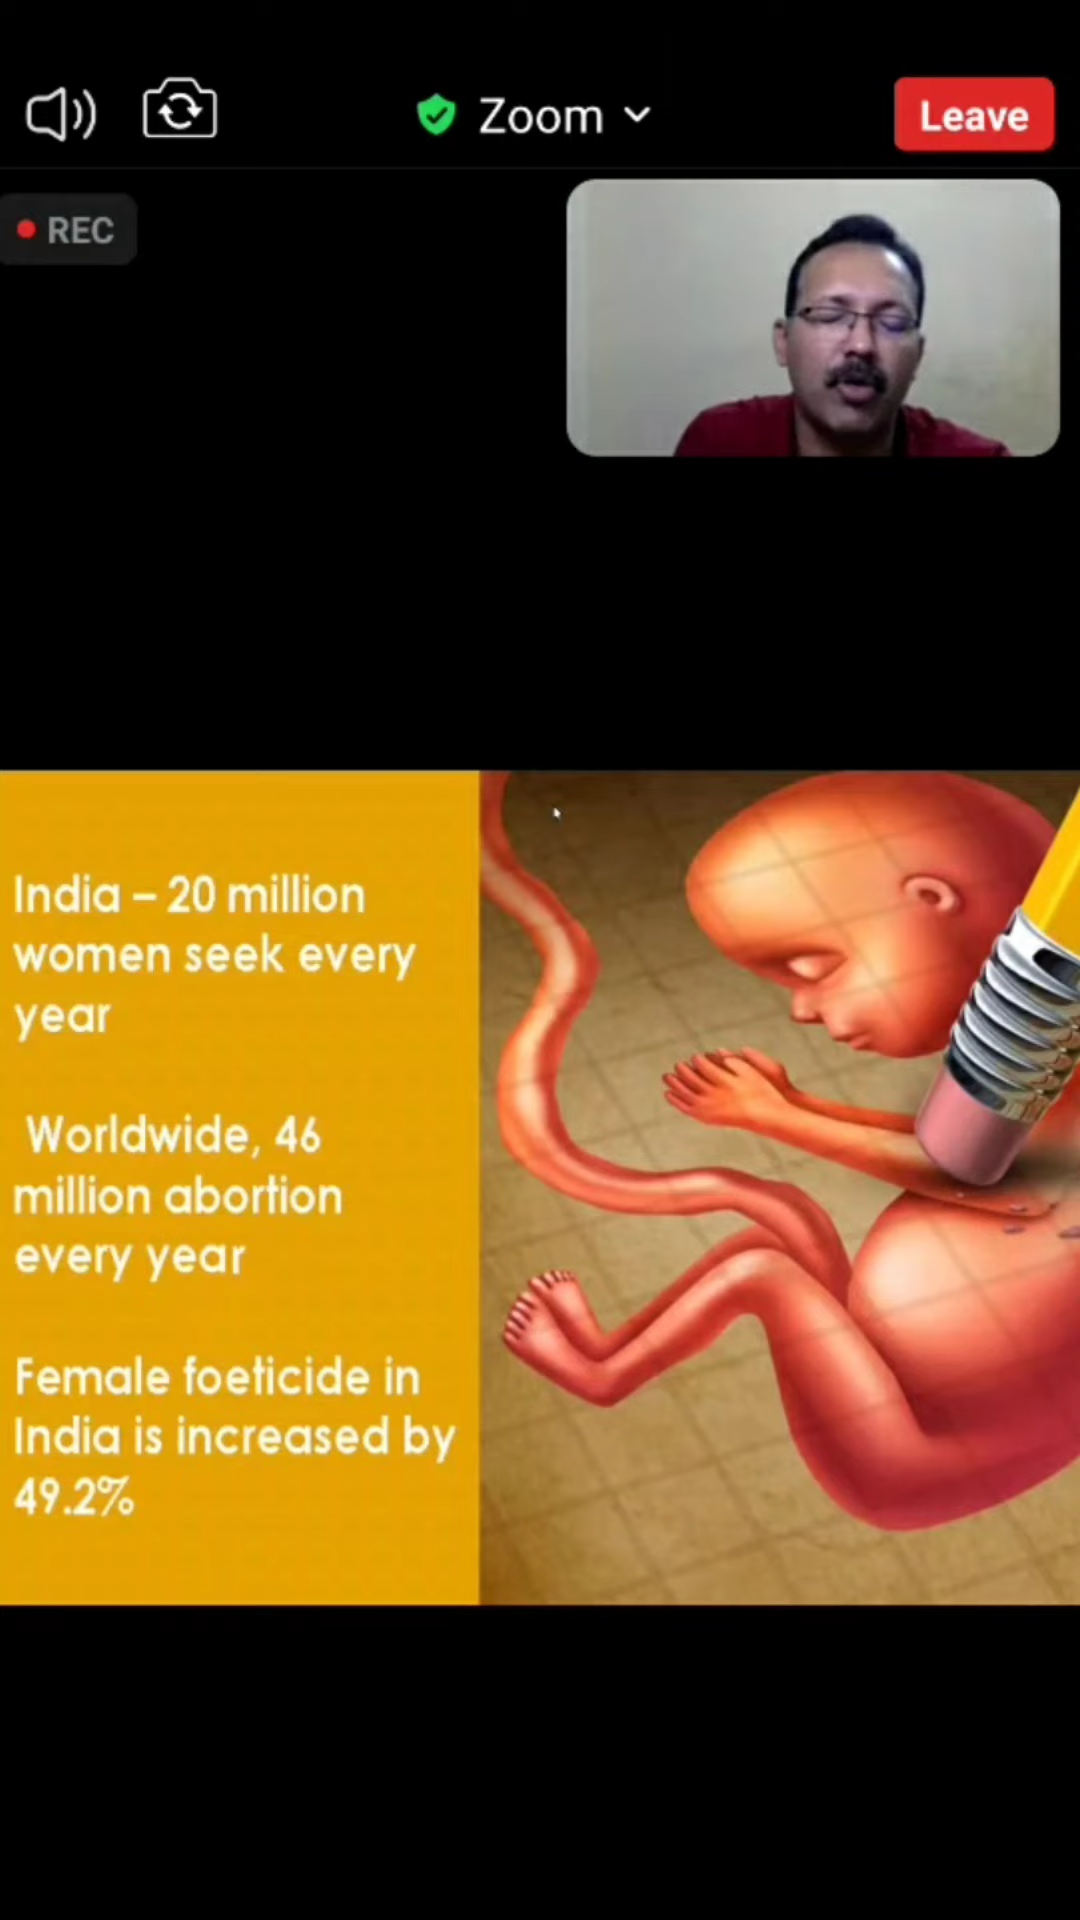 Zoom
Leave
REC
India – 20 million
women seek every
year
Worldwide, 46
million abortion
every year
Female foeticide in
India is increased by
49.2%